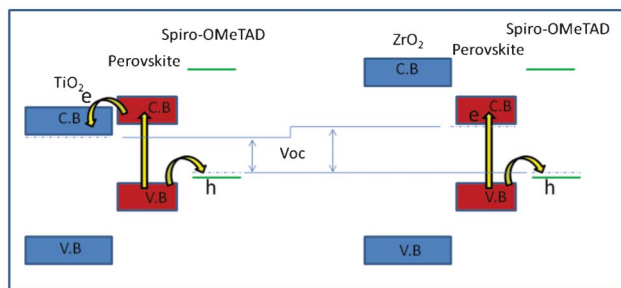 Spiro-OMeTAD
Perovskite
TiO2
e
C.B
C.B
h
V.B
V.B
Voc
Spiro-OMeTAD
ZrO2
Perovskite
C.B
C.B
e
h
V.B
V.B